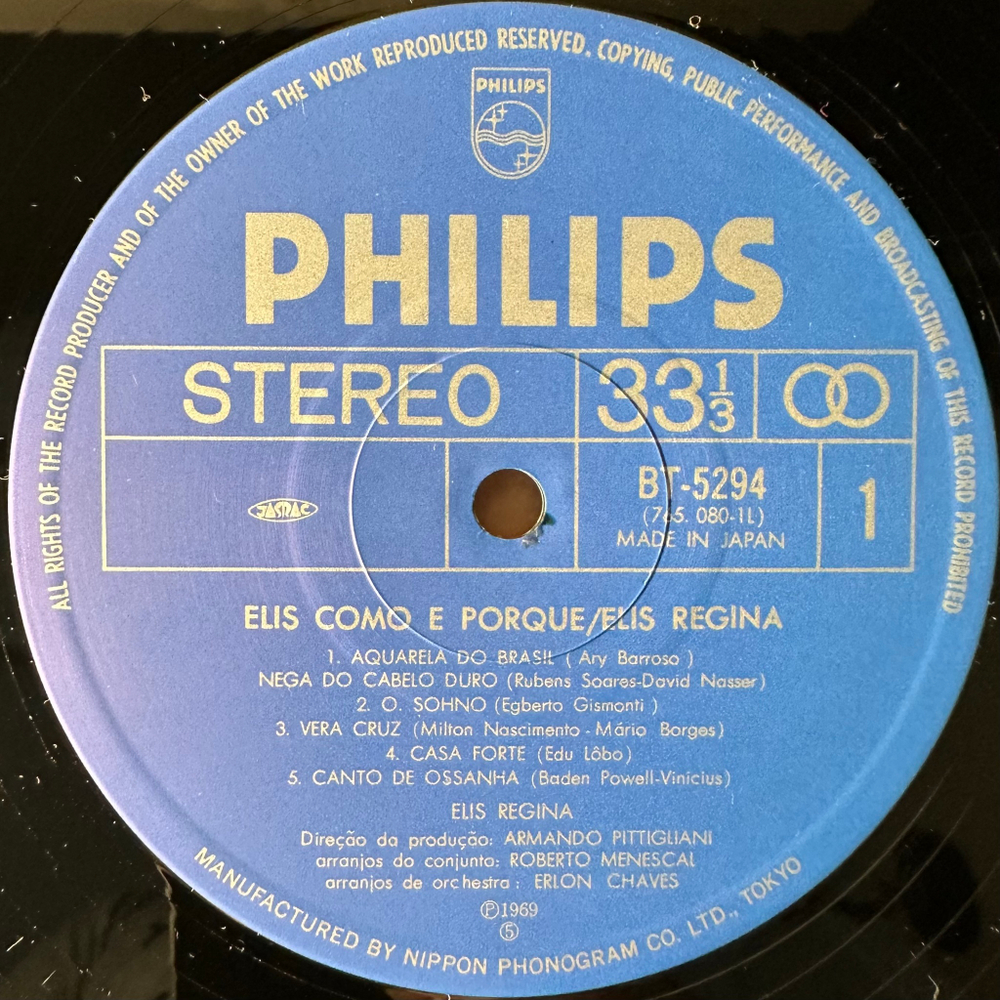 ALL RIGHTS OF THE RECORD PRODUCER AND OF THE OWNER OF THE WORK REPRODUCED RESERVED. COPYING, PUBLIC PERFORMANCE AND BROADCASTING OF THIS RECORD PROHIBITED
PHILIPS
PHILIPS
STEREO 33 1/3
JASRAC BT-5294 1
(765. 080-1L)
MADE IN JAPAN
ELIS COMO E PORQUE/ELIS REGINA
1. AQUARELA DO BRASIL (Ary Barroso)
NEGA DO CABELO DURO (Rubens Soares-David Nasser)
2. O. SOHNO (Egberto Gismonti)
3. VERA CRUZ (Milton Nascimento - Mário Borges)
4. CASA FORTE (Edu Lôbo)
5. CANTO DE OSSANHA (Baden Powell-Vinicius)
ELIS REGINA
Direção da produção: ARMANDO PITTIGLIANI
arranjos do conjunto: ROBERTO MENESCAL
arranjos de orchestra: ERLON CHAVES
Ⓟ1969
⑤
MANUFACTURED BY NIPPON PHONOGRAM CO. LTD., TOKYO